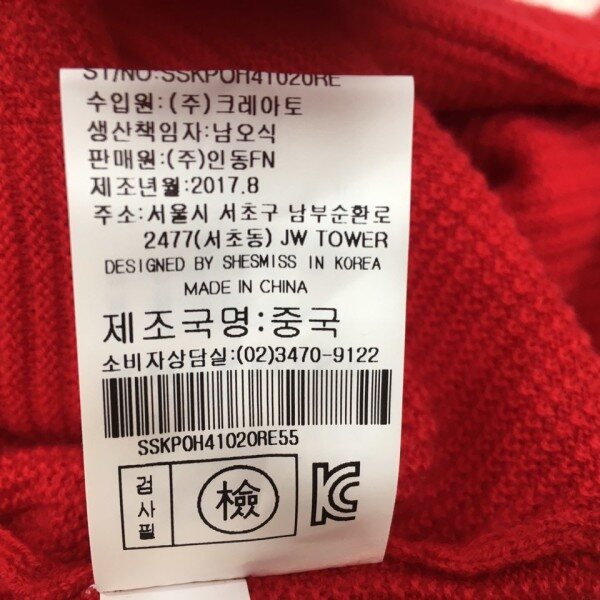 ST/NO:SSKPOH41020RE
수입원:(주)크레아토
생산책임자:남오식
판매원:(주)인동FN
제조년월:2017.8
주소:서울시 서초구 남부순환로
2477(서초동) JW TOWER
DESIGNED BY SHESMISS IN KOREA
MADE IN CHINA
제조국명:중국
소비자상담실:(02)3470-9122
SSKPOH41020RE55
검사필
檢
KC